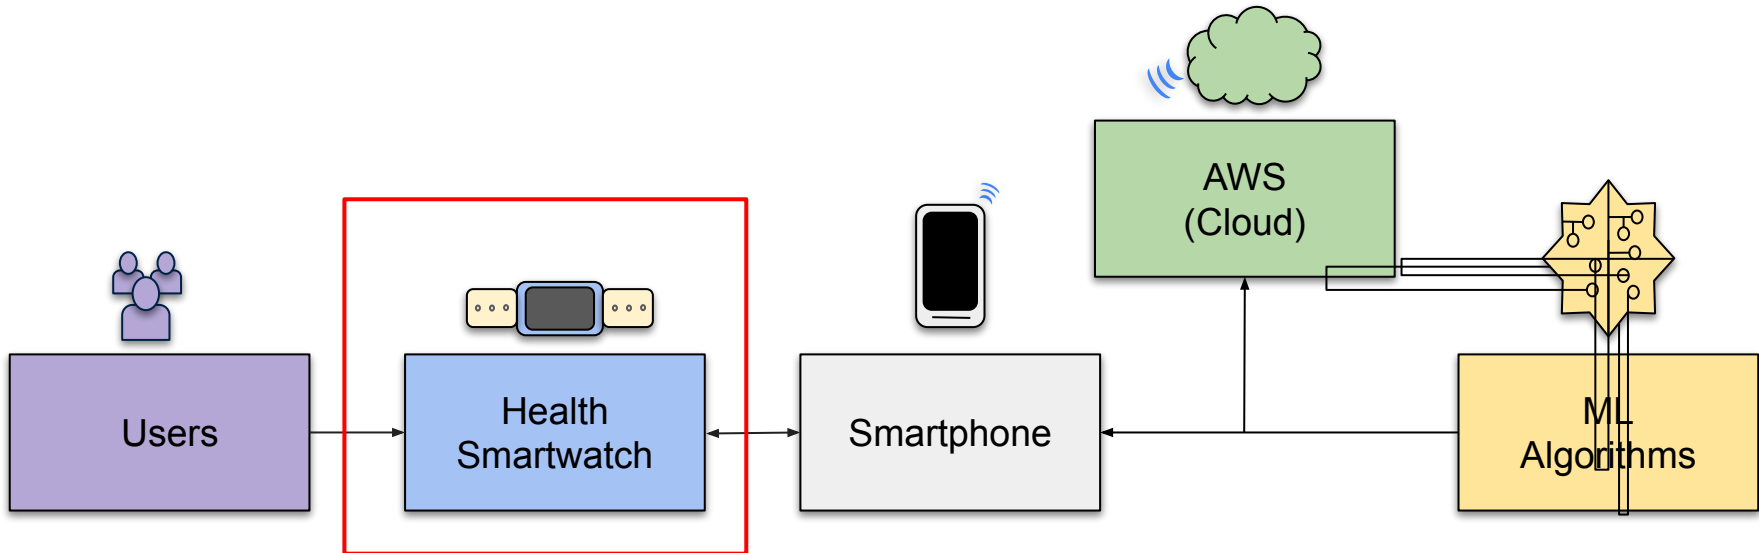 Users
Health
Smartwatch
Smartphone
AWS
(Cloud)
ML
Algorithms